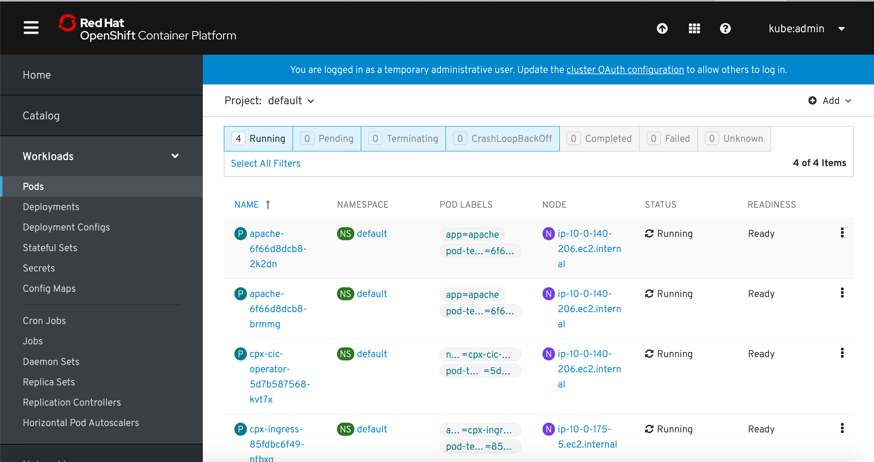 Red Hat
OpenShift Container Platform
kube:admin
You are logged in as a temporary administrative user. Update the cluster OAuth configuration to allow others to log in.
Home
Catalog
Workloads
Pods
Deployments
Deployment Configs
Stateful Sets
Secrets
Config Maps
Cron Jobs
Jobs
Daemon Sets
Replica Sets
Replication Controllers
Horizontal Pod Autoscalers
Project: default
Add
4 Running 0 Pending 0 Terminating 0 CrashLoopBackOff 0 Completed 0 Failed 0 Unknown
Select All Filters
4 of 4 Items
NAME NAMESPACE POD LABELS NODE STATUS READINESS
P apache- NS default app=apache N ip-10-0-140- Running Ready
6f66d8dcb8- pod-te...=6f6... 206.ec2.intern
2k2dn al
P apache- NS default app=apache N ip-10-0-140- Running Ready
6f66d8dcb8- pod-te...=6f6... 206.ec2.intern
brmmg al
P cpx-cic- NS default n... =cpx-cic-... N ip-10-0-140- Running Ready
operator- pod-t... =5d... 206.ec2.intern
5d7b587568- al
kvt7x
P cpx-ingress- NS default a... =cpx-ingr... N ip-10-0-175- Running Ready
85fdbc6f49- pod-te...=85... 5.ec2.internal
ntbxg